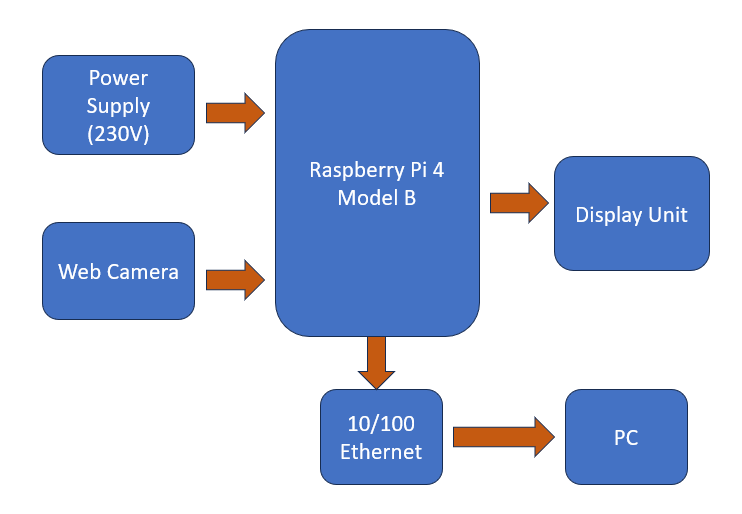 Power
Supply
(230V)
Raspberry Pi 4
Model B
Display Unit
Web Camera
10/100
Ethernet
PC